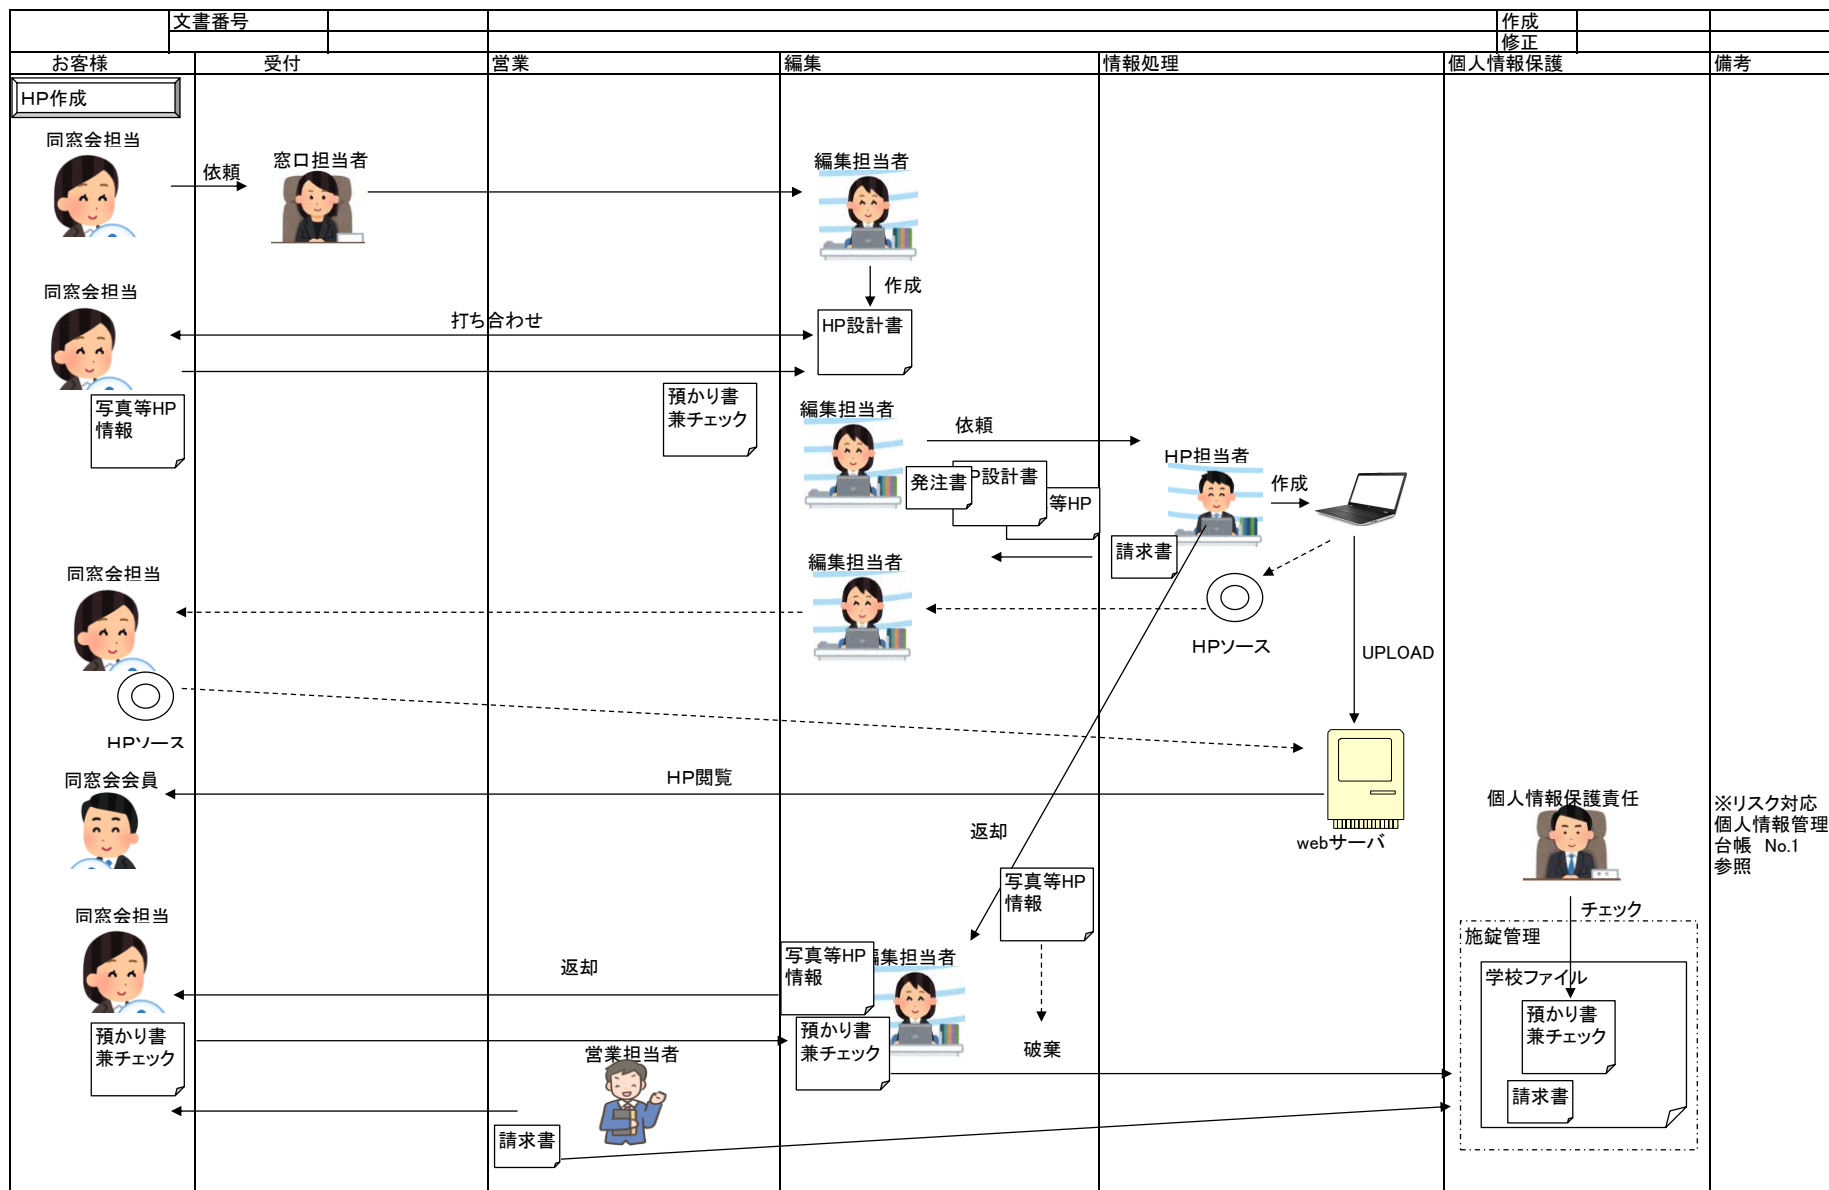 文書番号
作成
修正
お客様
受付
営業
編集
情報処理
個人情報保護
備考
HP作成
同窓会担当
依頼
窓口担当者
編集担当者
作成
同窓会担当
打ち合わせ
HP設計書
写真等HP
情報
預かり書
兼チェック
編集担当者
依頼
発注書
P設計書
等HP
HP担当者
作成
請求書
編集担当者
同窓会担当
HPソース
UPLOAD
HPソース
同窓会会員
HP閲覧
webサーバ
返却
個人情報保護責任
※リスク対応
個人情報管理
台帳 No.1
参照
写真等HP
情報
チェック
同窓会担当
返却
写真等HP
情報
編集担当者
施錠管理
学校ファイル
預かり書
兼チェック
請求書
預かり書
兼チェック
営業担当者
預かり書
兼チェック
破棄
請求書